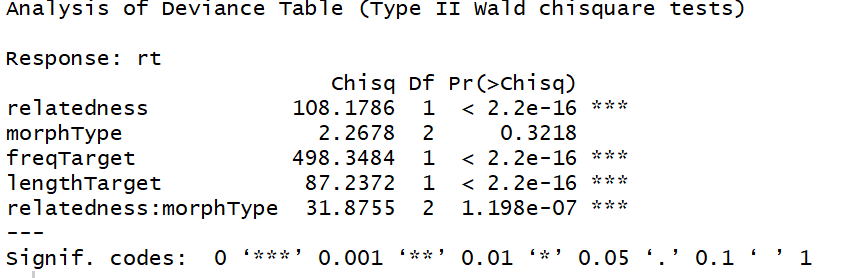 Analysis of Deviance Table (Type II Wald chisquare tests)
Response: rt
Chisq Df Pr(>Chisq)
relatedness 108.1786 1 < 2.2e-16 ***
morphType 2.2678 2 0.3218
freqTarget 498.3484 1 < 2.2e-16 ***
lengthTarget 87.2372 1 < 2.2e-16 ***
relatedness:morphType 31.8755 2 1.198e-07 ***
---
Signif. codes: 0 ‘***’ 0.001 ‘**’ 0.01 ‘*’ 0.05 ‘.’ 0.1 ‘ ’ 1